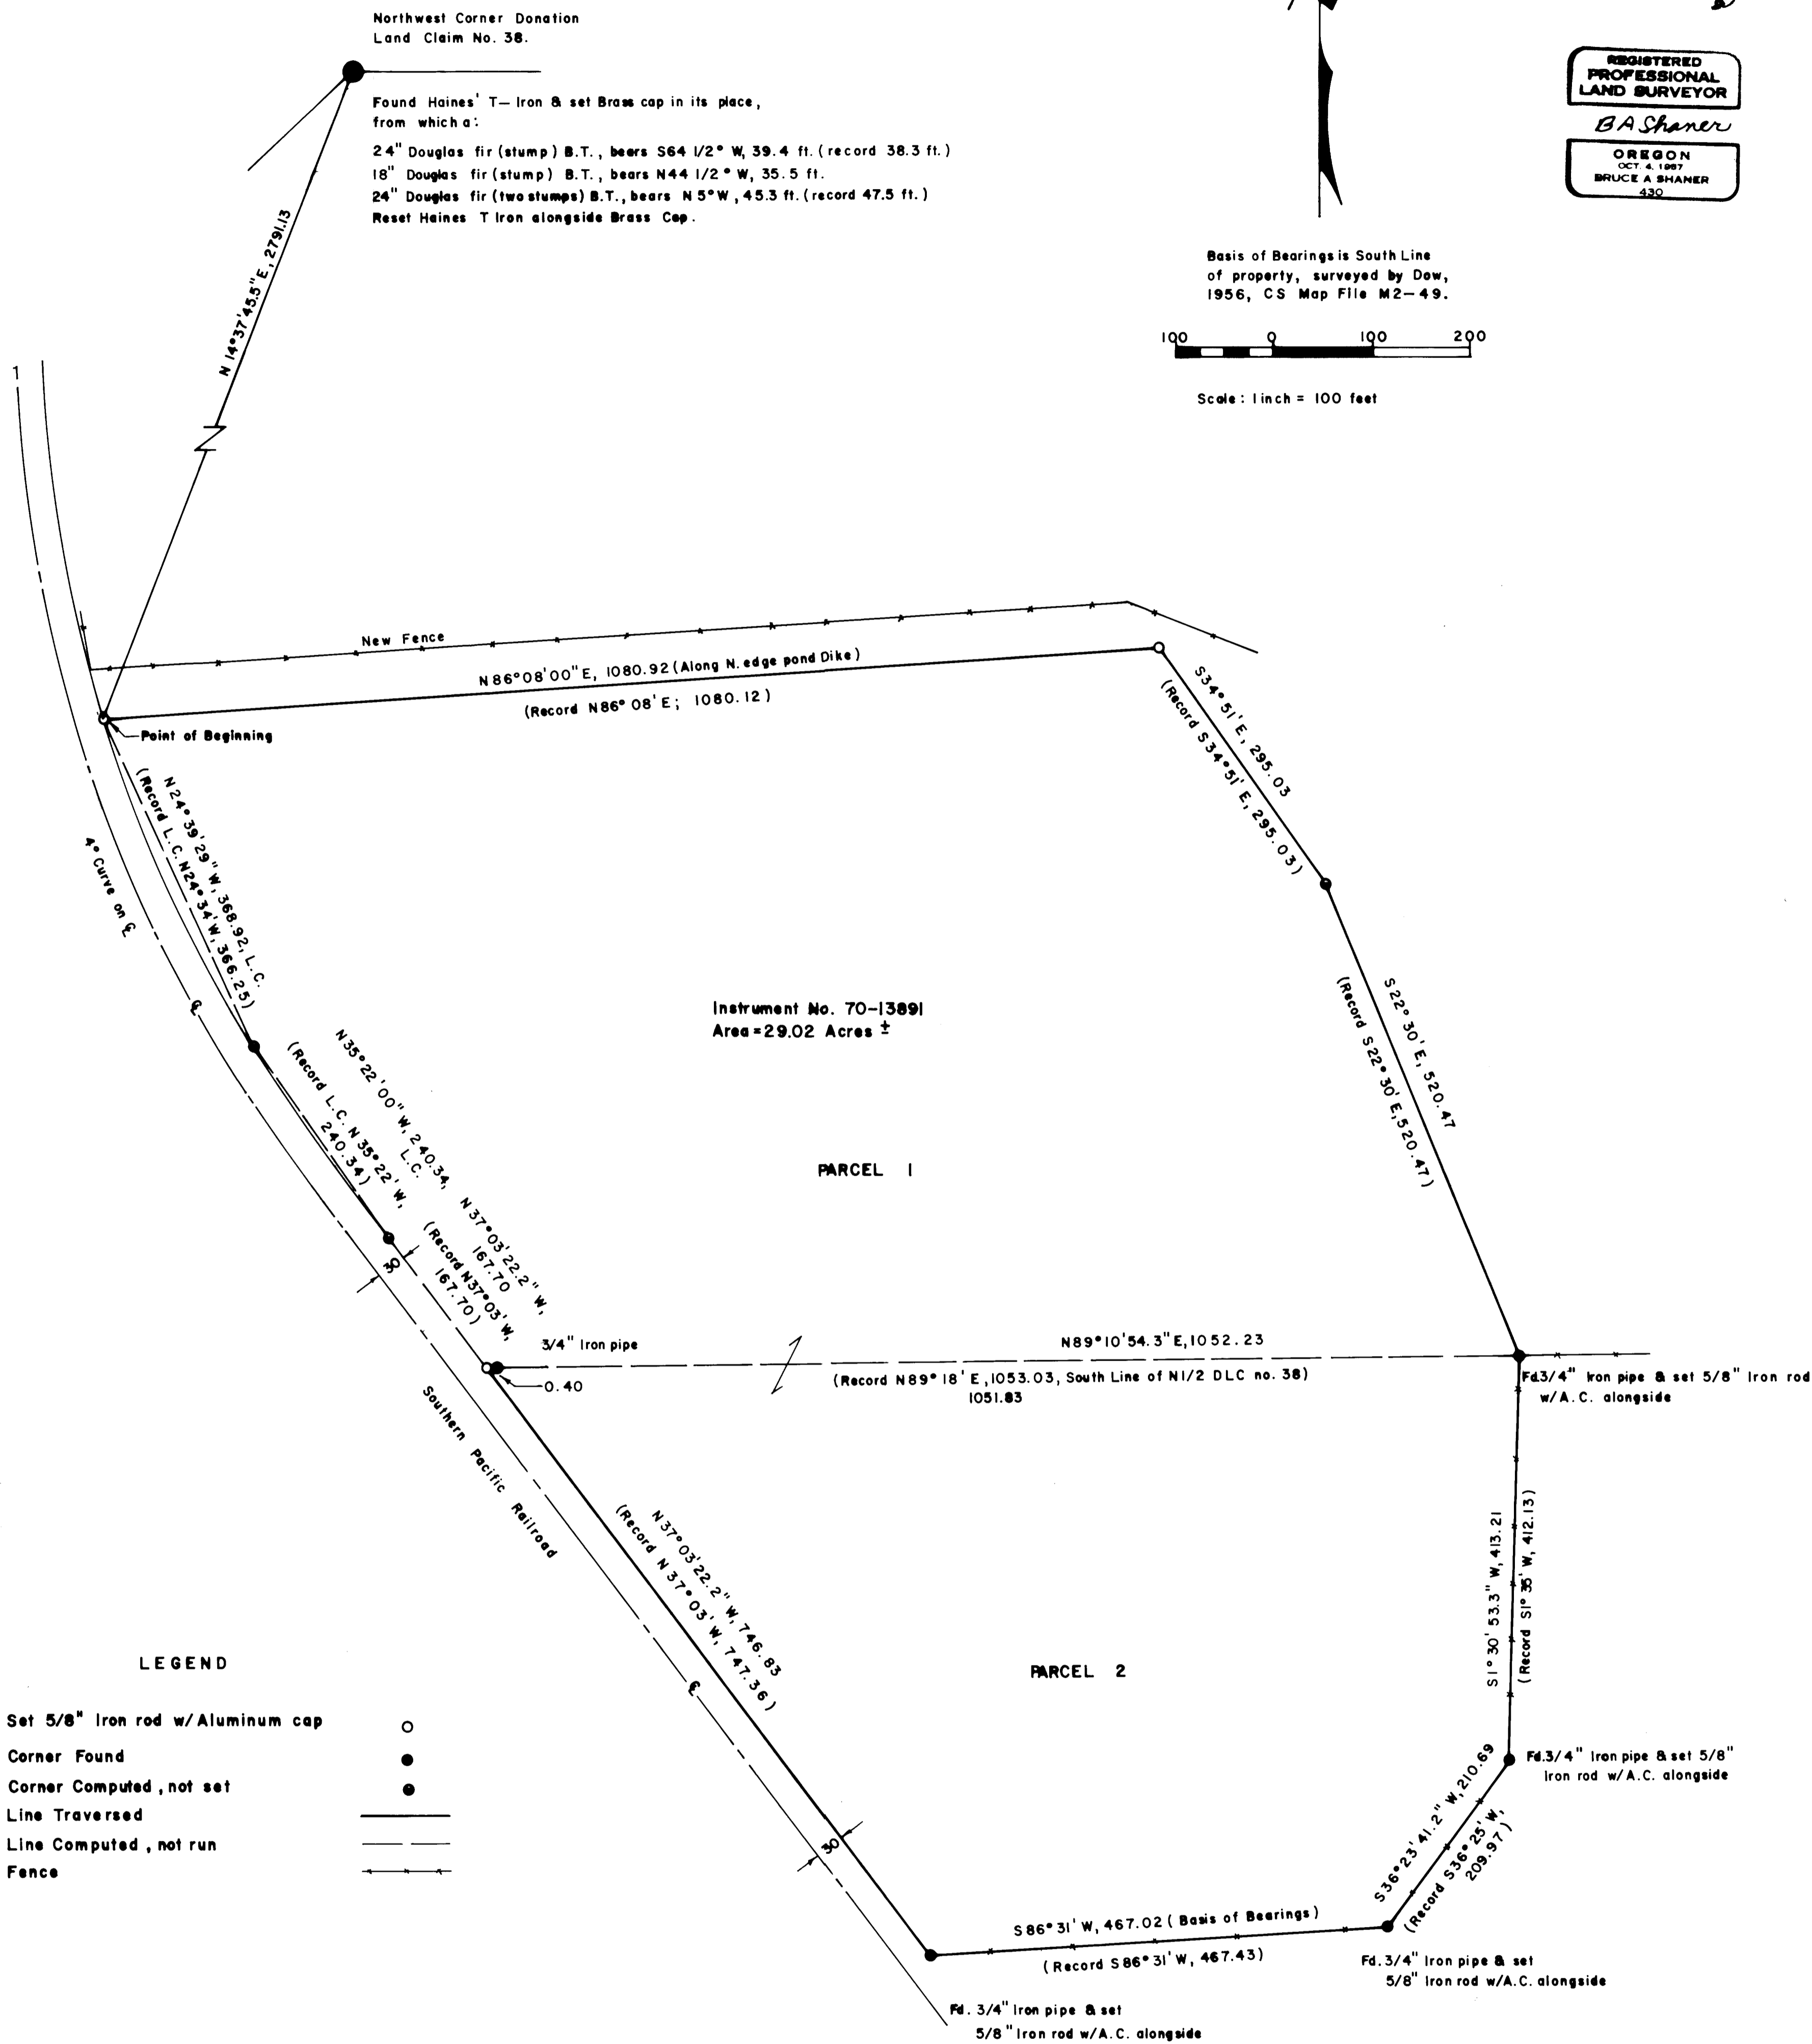 Northwest Corner Donation
Land Claim No. 38.
Found Haines' T-Iron & set Brass cap in its place,
from which a:
24" Douglas fir (stump) B.T., bears S64 1/2° W, 39.4 ft. (record 38.3 ft.)
18" Douglas fir (stump) B.T., bears N44 1/2° W, 35.5 ft.
24" Douglas fir (two stumps) B.T., bears N 5° W, 45.3 ft. (record 47.5 ft.)
Reset Haines T Iron alongside Brass Cap.
REGISTERED
PROFESSIONAL
LAND SURVEYOR
BA Shaner
OREGON
OCT. 4, 1967
BRUCE A SHANER
430
Basis of Bearings is South Line
of property, surveyed by Dow,
1956, CS Map File M2-49.
100 0 100 200
Scale: 1 inch = 100 feet
N 14°37'45.5" E, 2791.13
1
New Fence
N86°08'00" E, 1080.92 (Along N. edge pond Dike)
(Record N86° 08' E; 1080.12)
Point of Beginning
S34°51' E, 295.03
(Record S34°51' E, 295.03)
N24°39'29" W, 368.92, L.C.
(Record L.C. N24°34' W, 366.25)
4° Curve on ℄
℄
S22°30' E, 520.47
(Record S22°30' E, 520.47)
Instrument No. 70-13891
Area=29.02 Acres ±
N35°22'00" W, 240.34,
L.C.
(Record L.C. N35°22' W,
240.34)
PARCEL 1
N37°03'22.2" W,
167.70
(Record N37°03' W,
167.70)
30
3/4" Iron pipe
0.40
N89°10'54.3" E, 1052.23
(Record N89°18' E, 1053.03, South Line of N1/2 DLC no. 38)
1051.83
Fd. 3/4" Iron pipe & set 5/8" Iron rod
w/A.C. alongside
Southern Pacific Railroad
N37°03'22.2" W, 746.83
(Record N37°03' W, 747.36)
℄
S1°30'53.3" W, 413.21
(Record S1°35' W, 412.13)
PARCEL 2
LEGEND
Set 5/8" Iron rod w/Aluminum cap
Corner Found
Corner Computed, not set
Line Traversed
Line Computed, not run
Fence
Fd. 3/4" Iron pipe & set 5/8"
Iron rod w/A.C. alongside
S36°23'41.2" W, 210.69
(Record S36°25' W,
209.97)
30
S86°31' W, 467.02 (Basis of Bearings)
(Record S86°31' W, 467.43)
Fd. 3/4" Iron pipe & set
5/8" Iron rod w/A.C. alongside
Fd. 3/4" Iron pipe & set
5/8" Iron rod w/A.C. alongside